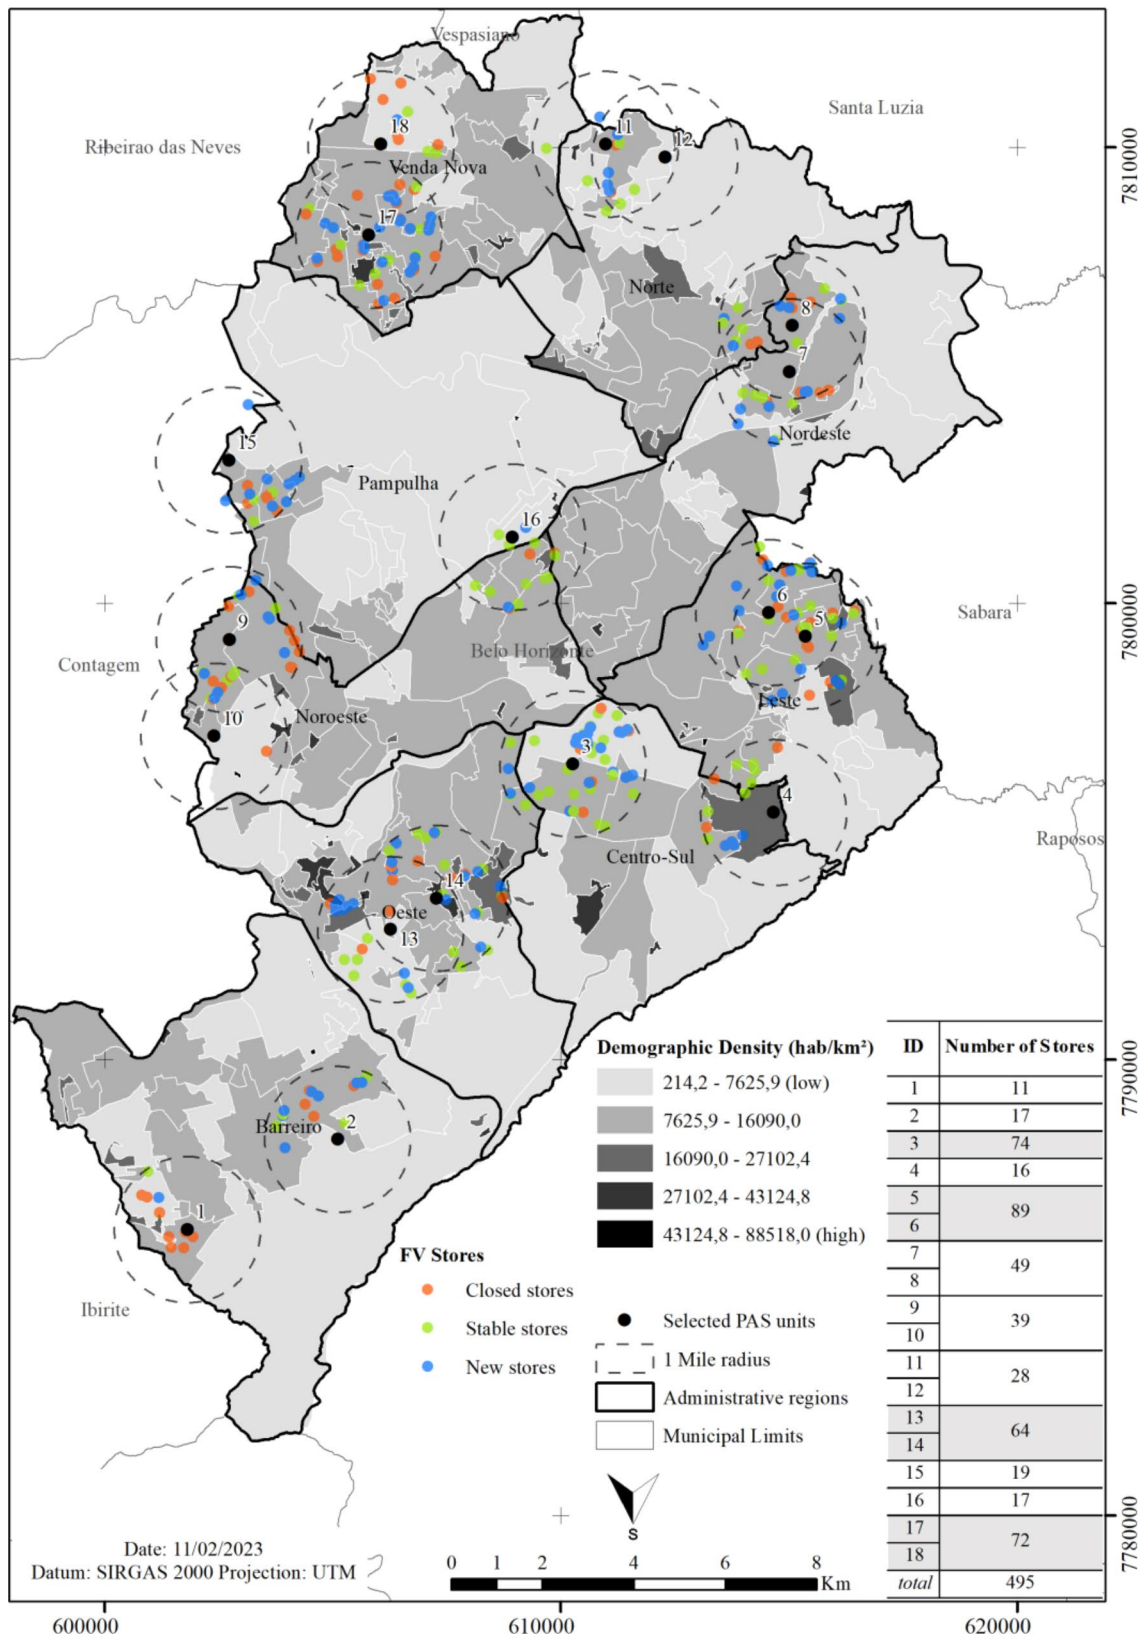 Vespasiano
Santa Luzia
Ribeirao das Neves
18
11
12
Venda Nova
17
Norte
8
7
Nordeste
15
Pampulha
16
6
5
Sabara
9
Belo Horizonte
Contagem
Leste
10
Noroeste
3
4
Raposos
Centro-Sul
14
Oeste
13
Barreiro
2
1
Ibirite
7810000
7800000
7790000
7780000
Demographic Density (hab/km²)
214,2 - 7625,9 (low)
7625,9 - 16090,0
16090,0 - 27102,4
27102,4 - 43124,8
43124,8 - 88518,0 (high)
FV Stores
Closed stores
Stable stores
New stores
Selected PAS units
1 Mile radius
Administrative regions
Municipal Limits
ID Number of Stores
1 11
2 17
3 74
4 16
5
6
89
7
8
49
9
10
39
11
12
28
13
14
64
15 19
16 17
17
18
72
total 495
S
Date: 11/02/2023
Datum: SIRGAS 2000 Projection: UTM
0 1 2 4 6 8
Km
600000 610000 620000